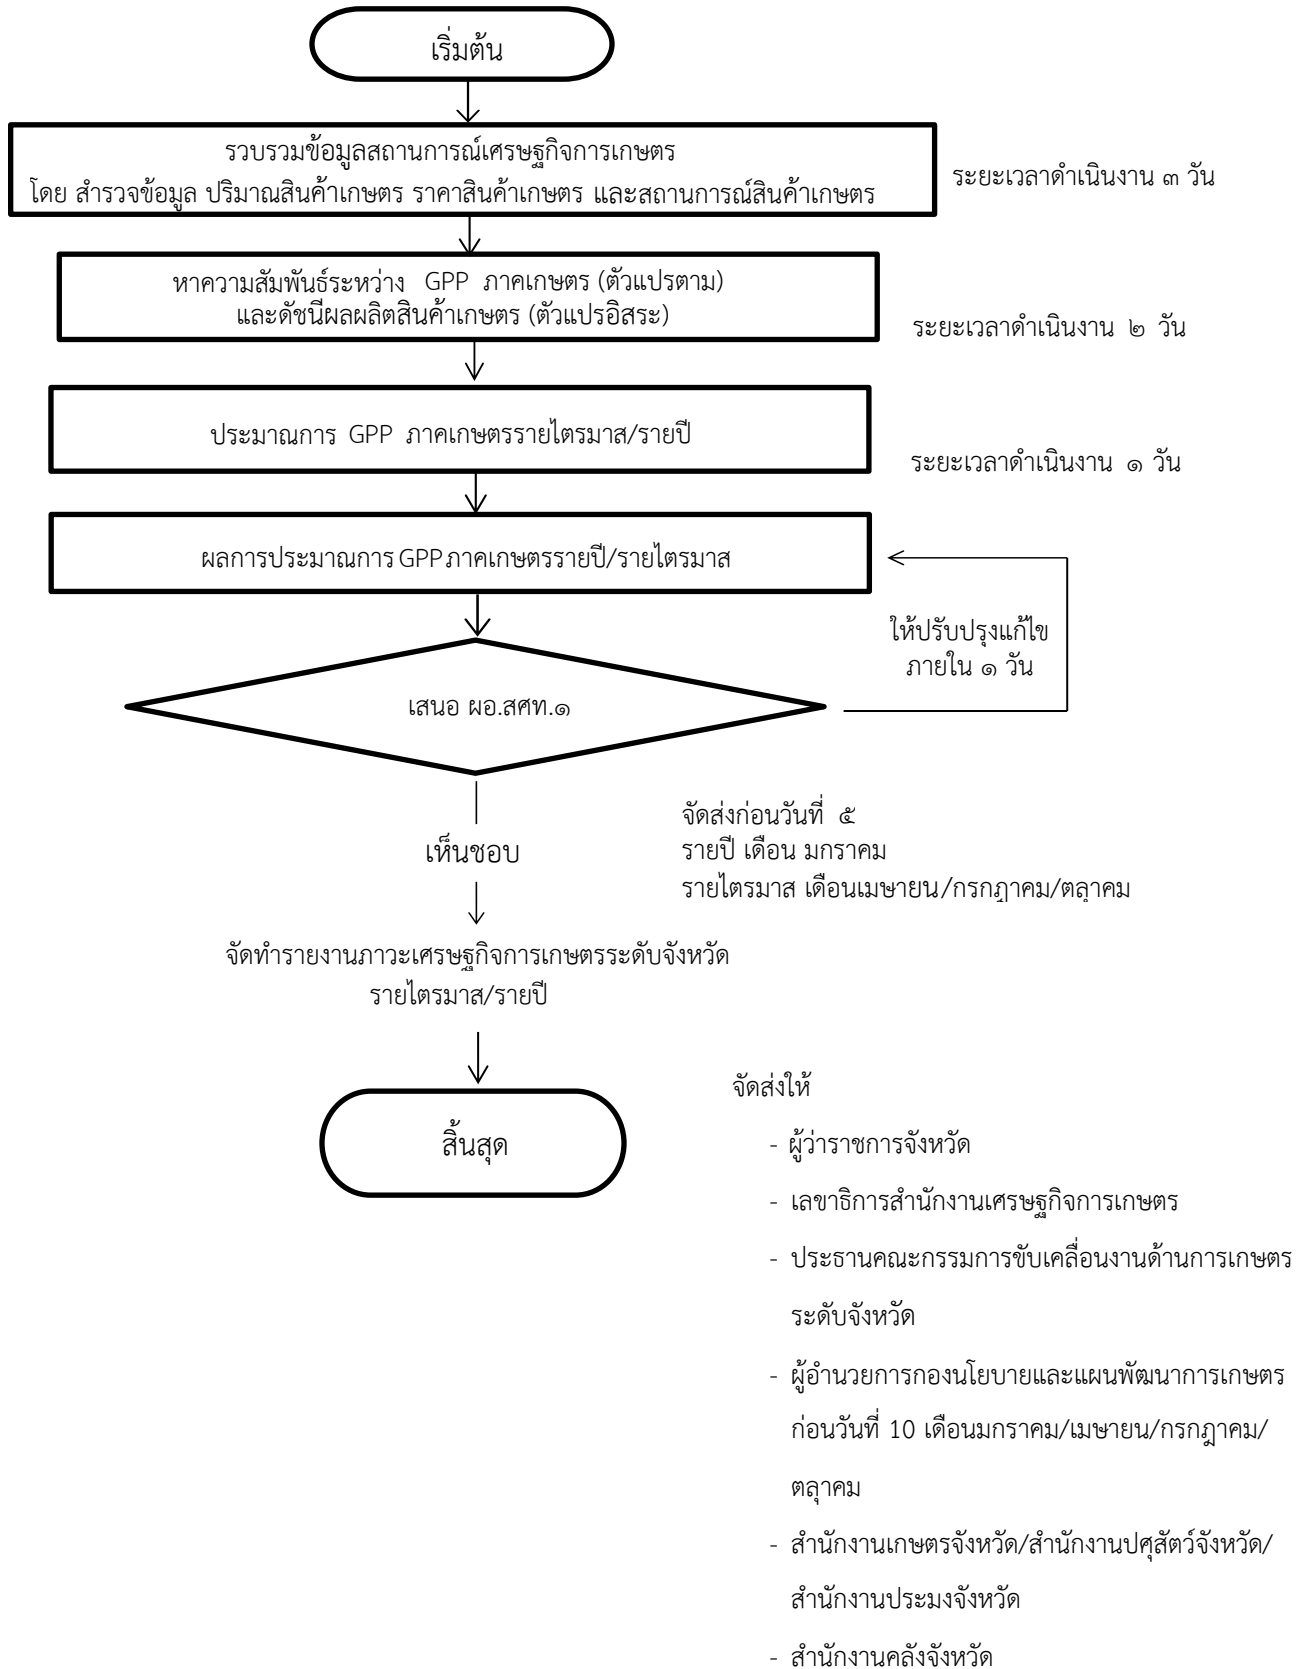 เริ่มต้น
รวบรวมข้อมูลสถานการณ์เศรษฐกิจการเกษตร
โดย สำรวจข้อมูล ปริมาณสินค้าเกษตร ราคาสินค้าเกษตร และสถานการณ์สินค้าเกษตร
ระยะเวลาดำเนินงาน ๓ วัน
หาความสัมพันธ์ระหว่าง GPP ภาคเกษตร (ตัวแปรตาม)
และดัชนีผลผลิตสินค้าเกษตร (ตัวแปรอิสระ)
ระยะเวลาดำเนินงาน ๒ วัน
ประมาณการ GPP ภาคเกษตรรายไตรมาส/รายปี
ระยะเวลาดำเนินงาน ๑ วัน
ผลการประมาณการ GPP ภาคเกษตรรายปี/รายไตรมาส
ให้ปรับปรุงแก้ไข
ภายใน ๑ วัน
เสนอ ผอ.สศท.๑
เห็นชอบ
จัดส่งก่อนวันที่ ๕
รายปี เดือน มกราคม
รายไตรมาส เดือนเมษายน/กรกฎาคม/ตุลาคม
จัดทำรายงานภาวะเศรษฐกิจการเกษตรระดับจังหวัด
รายไตรมาส/รายปี
สิ้นสุด
จัดส่งให้
- ผู้ว่าราชการจังหวัด
- เลขาธิการสำนักงานเศรษฐกิจการเกษตร
- ประธานคณะกรรมการขับเคลื่อนงานด้านการเกษตร
ระดับจังหวัด
- ผู้อำนวยการกองนโยบายและแผนพัฒนาการเกษตร
ก่อนวันที่ 10 เดือนมกราคม/เมษายน/กรกฎาคม/
ตลุาคม
- สำนักงานเกษตรจังหวัด/สำนักงานปศุสัตว์จังหวัด/
สำนักงานประมงจังหวัด
- สำนักงานคลังจังหวัด